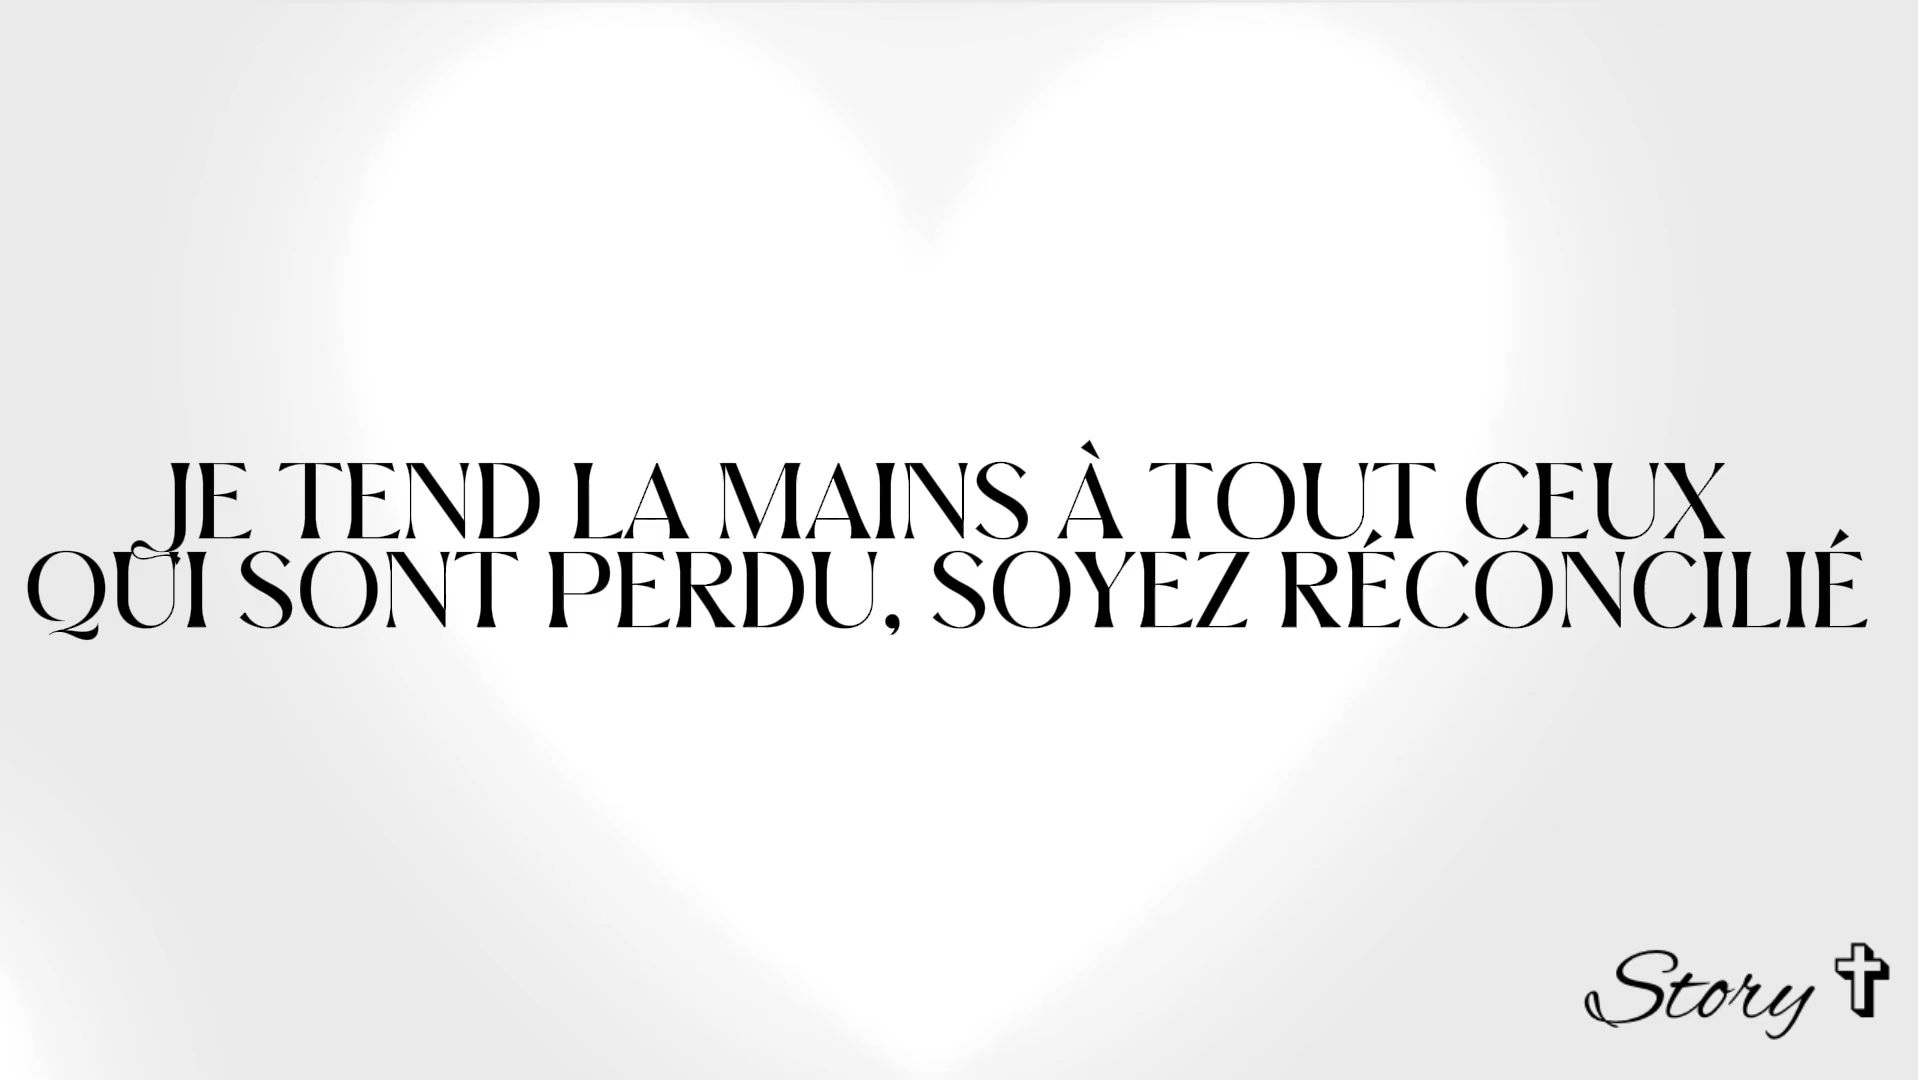 JE TEND LA MAINS À TOUT CEUX
QUI SONT PERDU, SOYEZ RÉCONCILIÉ
Story